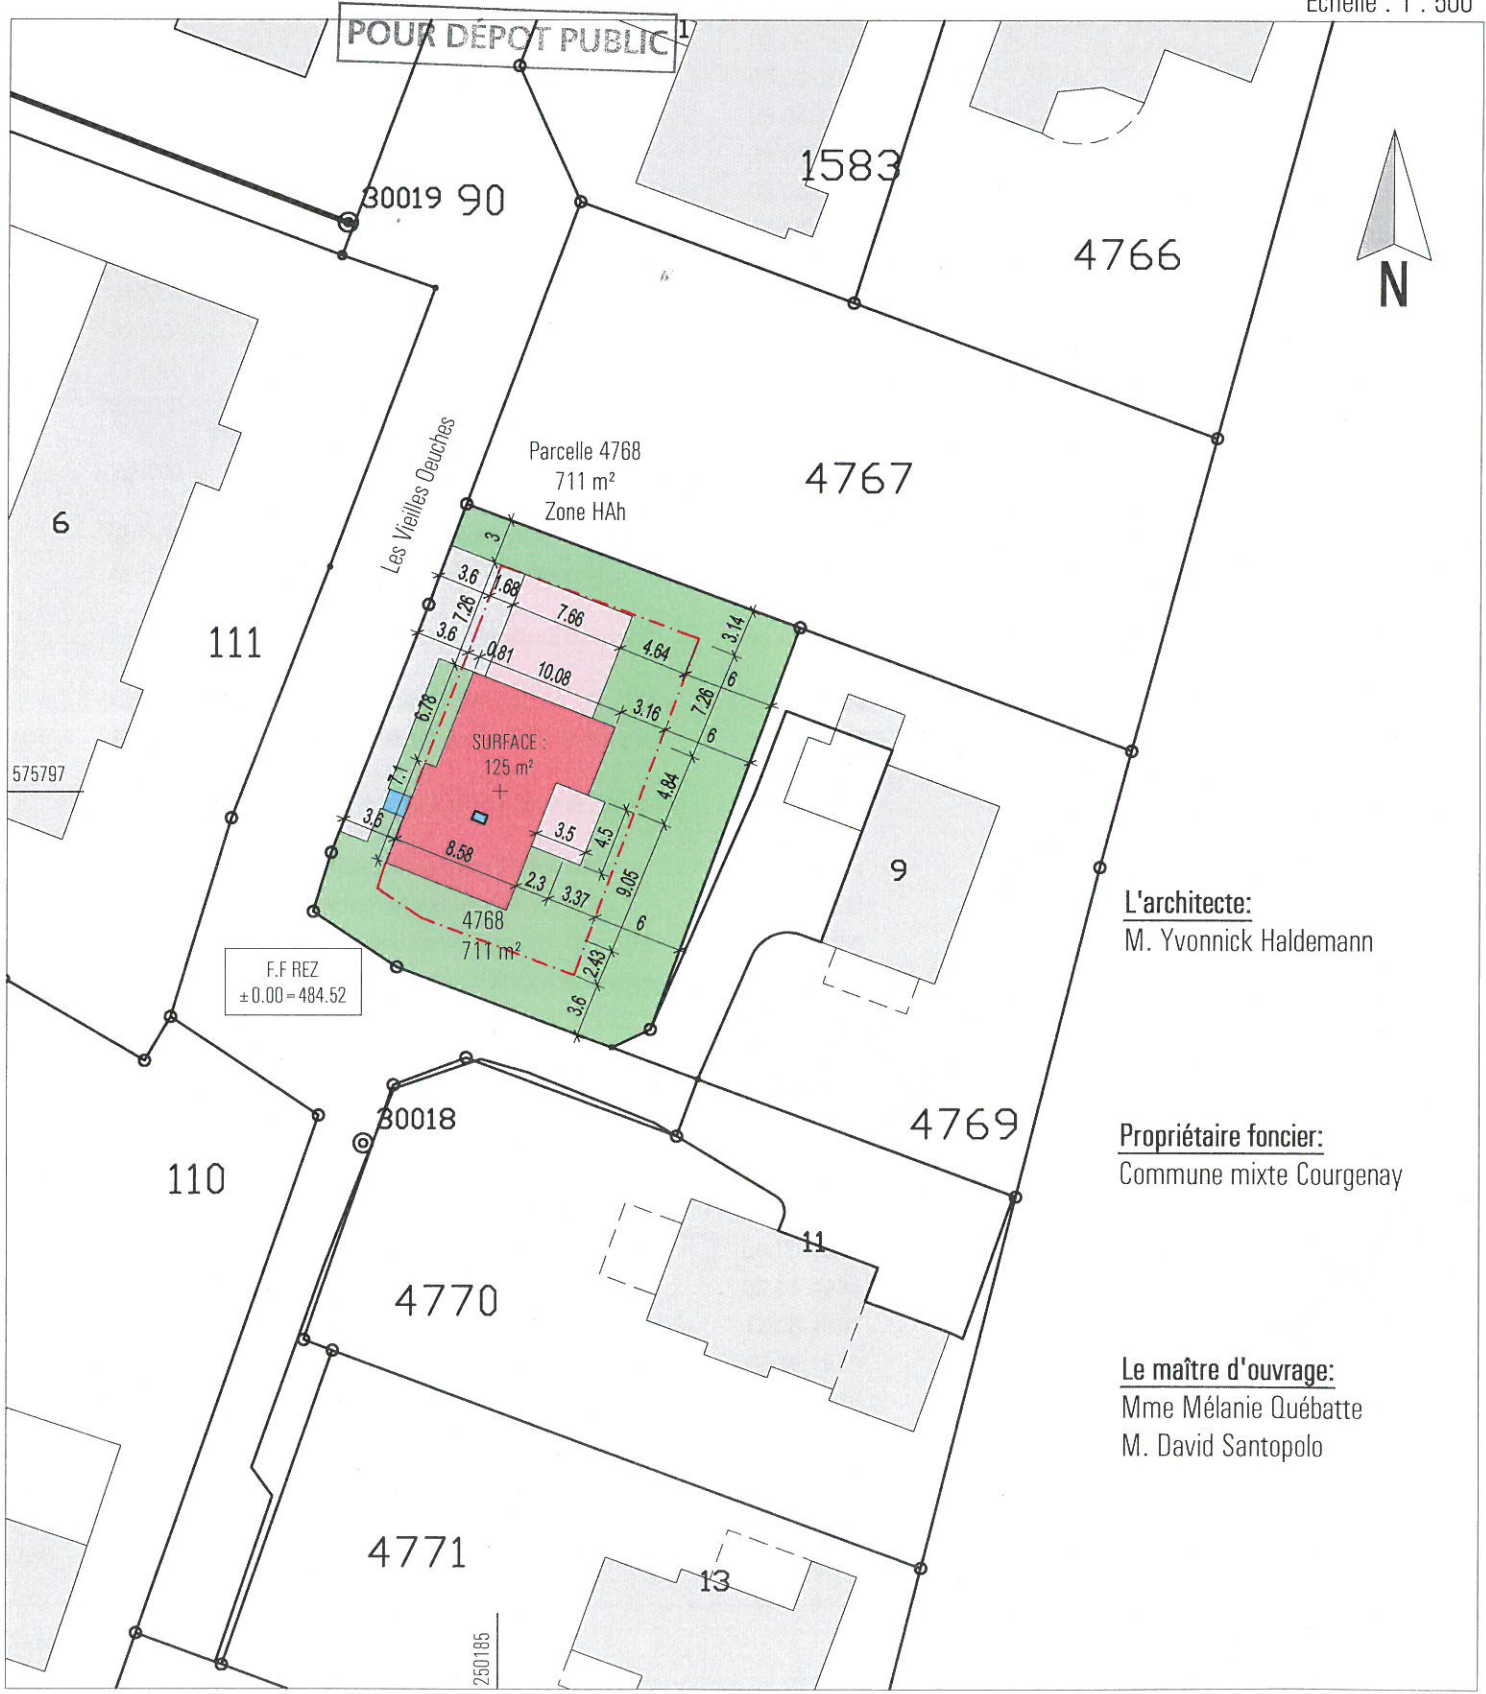 Echelle : 1 : 500
POUR DÉPOT PUBLIC
1
1583
30019 90
4766
N
Les Vieilles Oeuches
Parcelle 4768
711 m²
Zone HAh
4767
6
111
575797
3
3.6
1.68
7.26
7.66
3.14
3.6
0.81
4.64
6
10.08
7.26
3.16
6
6.78
SURFACE :
125 m²
7.1
4.84
3.6
3.5
4.5
8.58
9.05
2.3
3.37
6
4768
711 m²
2.43
3.6
9
F.F REZ
±0.00=484.52
L'architecte:
M. Yvonnick Haldemann
30018
4769
110
Propriétaire foncier:
Commune mixte Courgenay
11
4770
Le maître d'ouvrage:
Mme Mélanie Québatte
M. David Santopolo
4771
13
250185